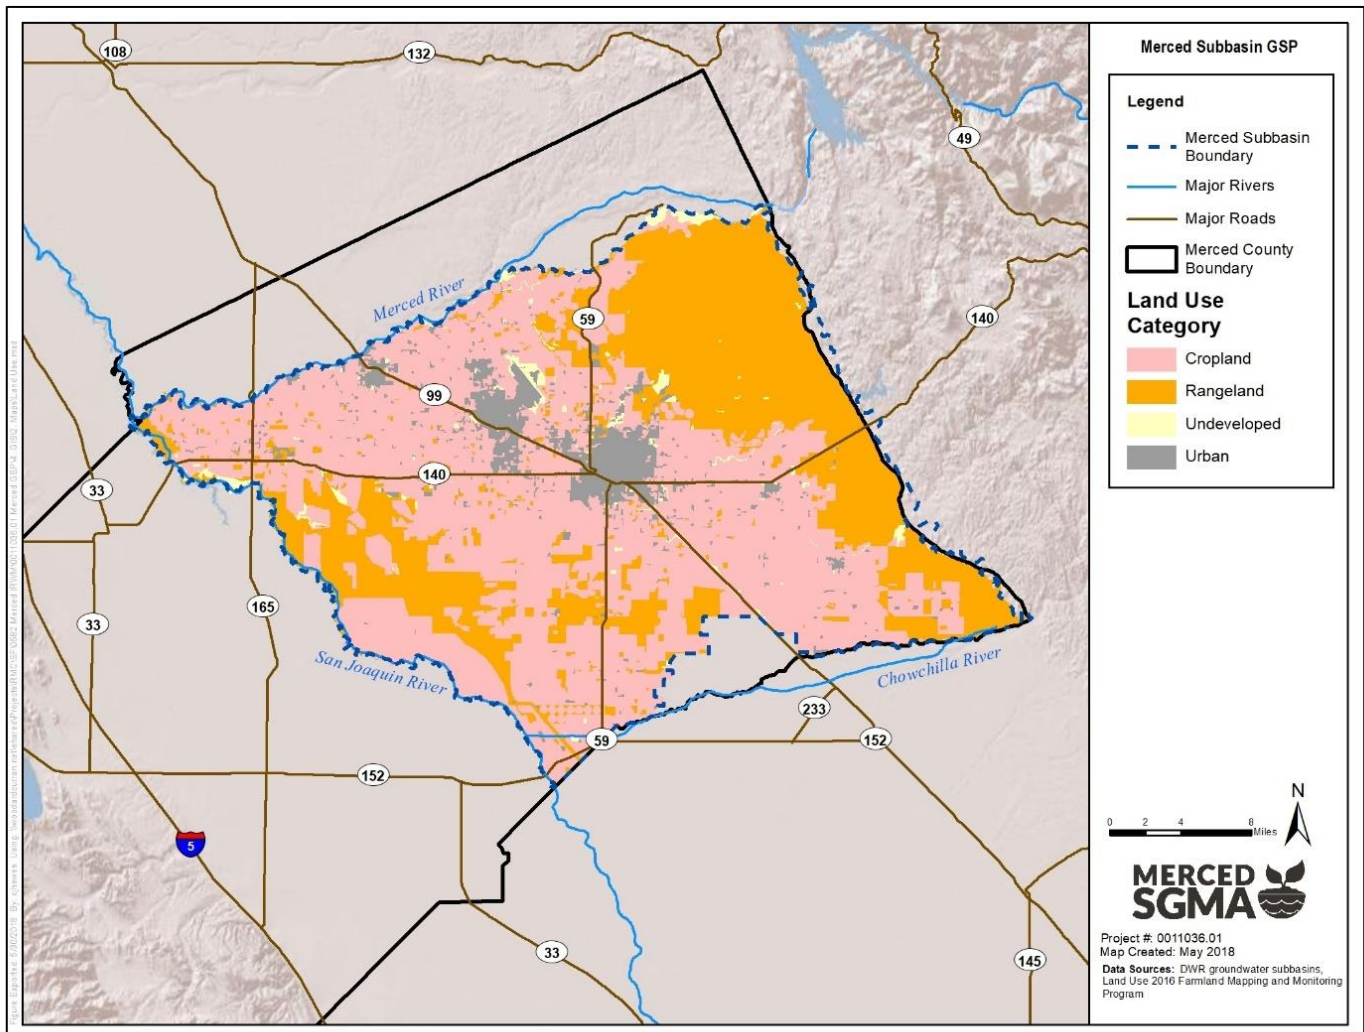 Merced Subbasin GSP
Legend
Merced Subbasin
Boundary
Major Rivers
Major Roads
Merced County
Boundary
Land Use
Category
Cropland
Rangeland
Undeveloped
Urban
108
132
49
Merced River
59
140
99
140
33
33
165
San Joaquin River
Chowchilla River
233
59
152
152
5
33
145
N
0 2 4 8
Miles
MERCED
SGMA
Project #: 0011036.01
Map Created: May 2018
Data Sources: DWR groundwater subbasins,
Land Use 2016 Farmland Mapping and Monitoring
Program